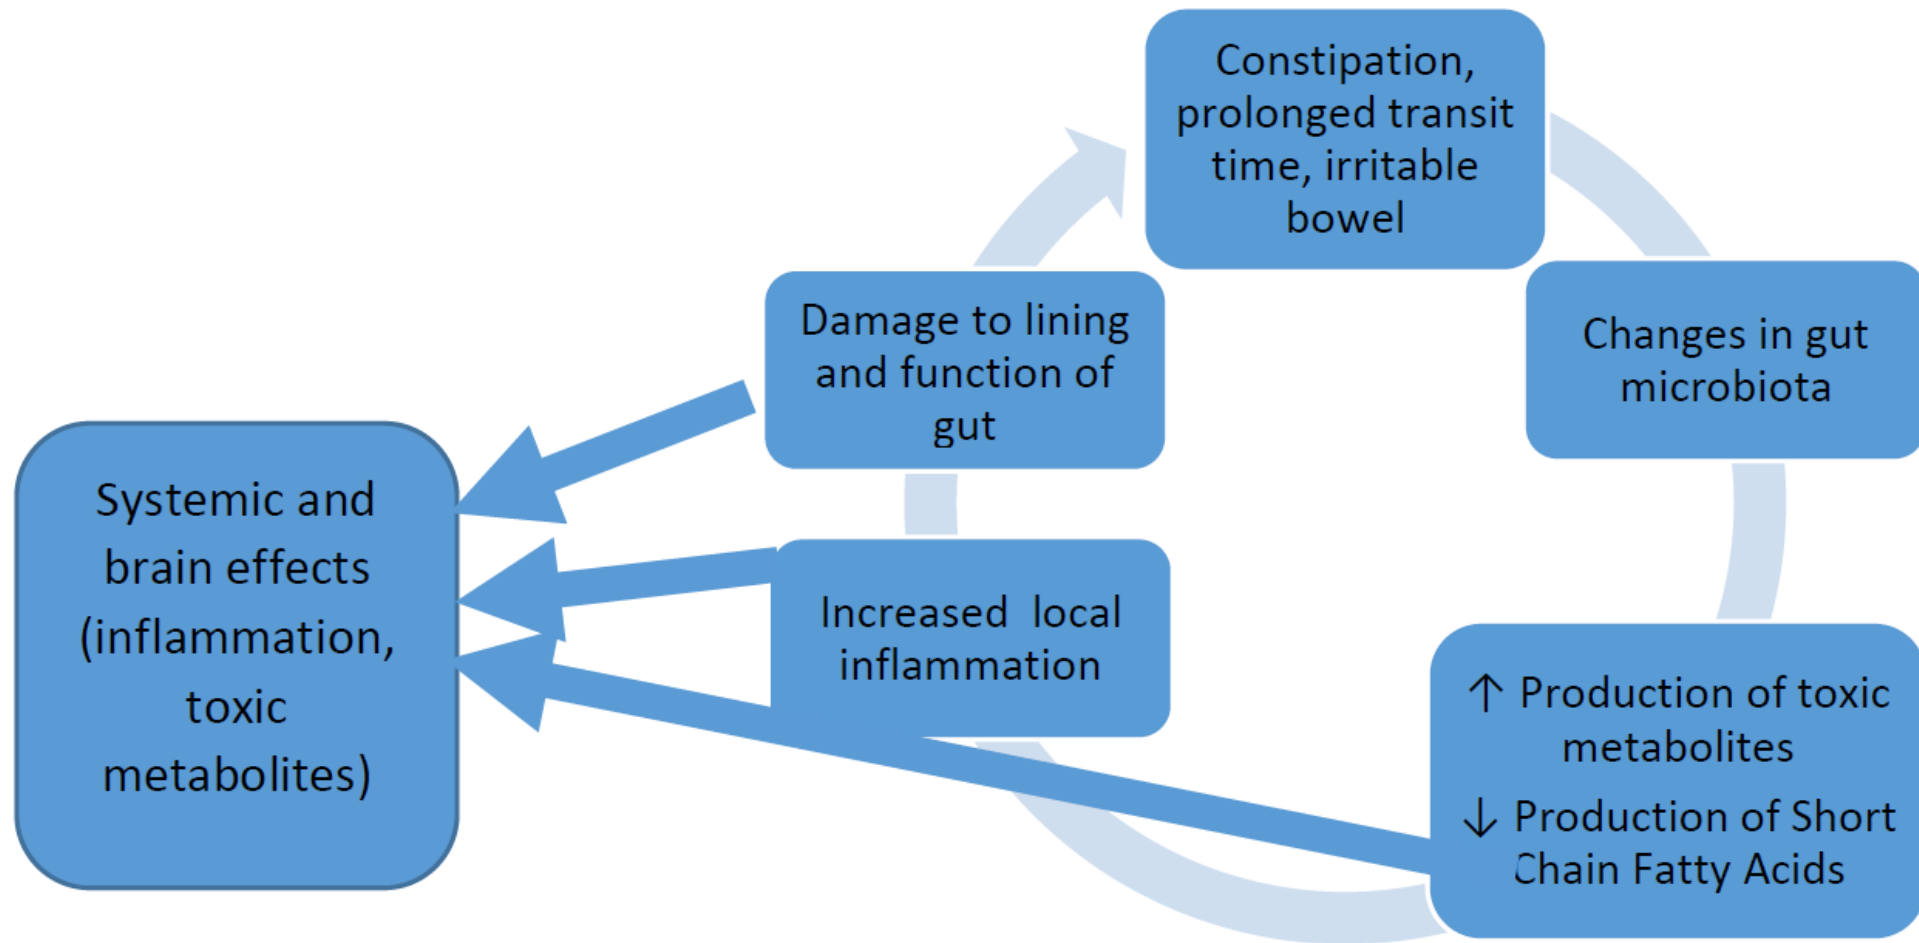 Constipation,
prolonged transit
time, irritable
bowel
Changes in gut
microbiota
↑ Production of toxic
metabolites
↓ Production of Short
Chain Fatty Acids
Increased local
inflammation
Damage to lining
and function of
gut
Systemic and
brain effects
(inflammation,
toxic
metabolites)